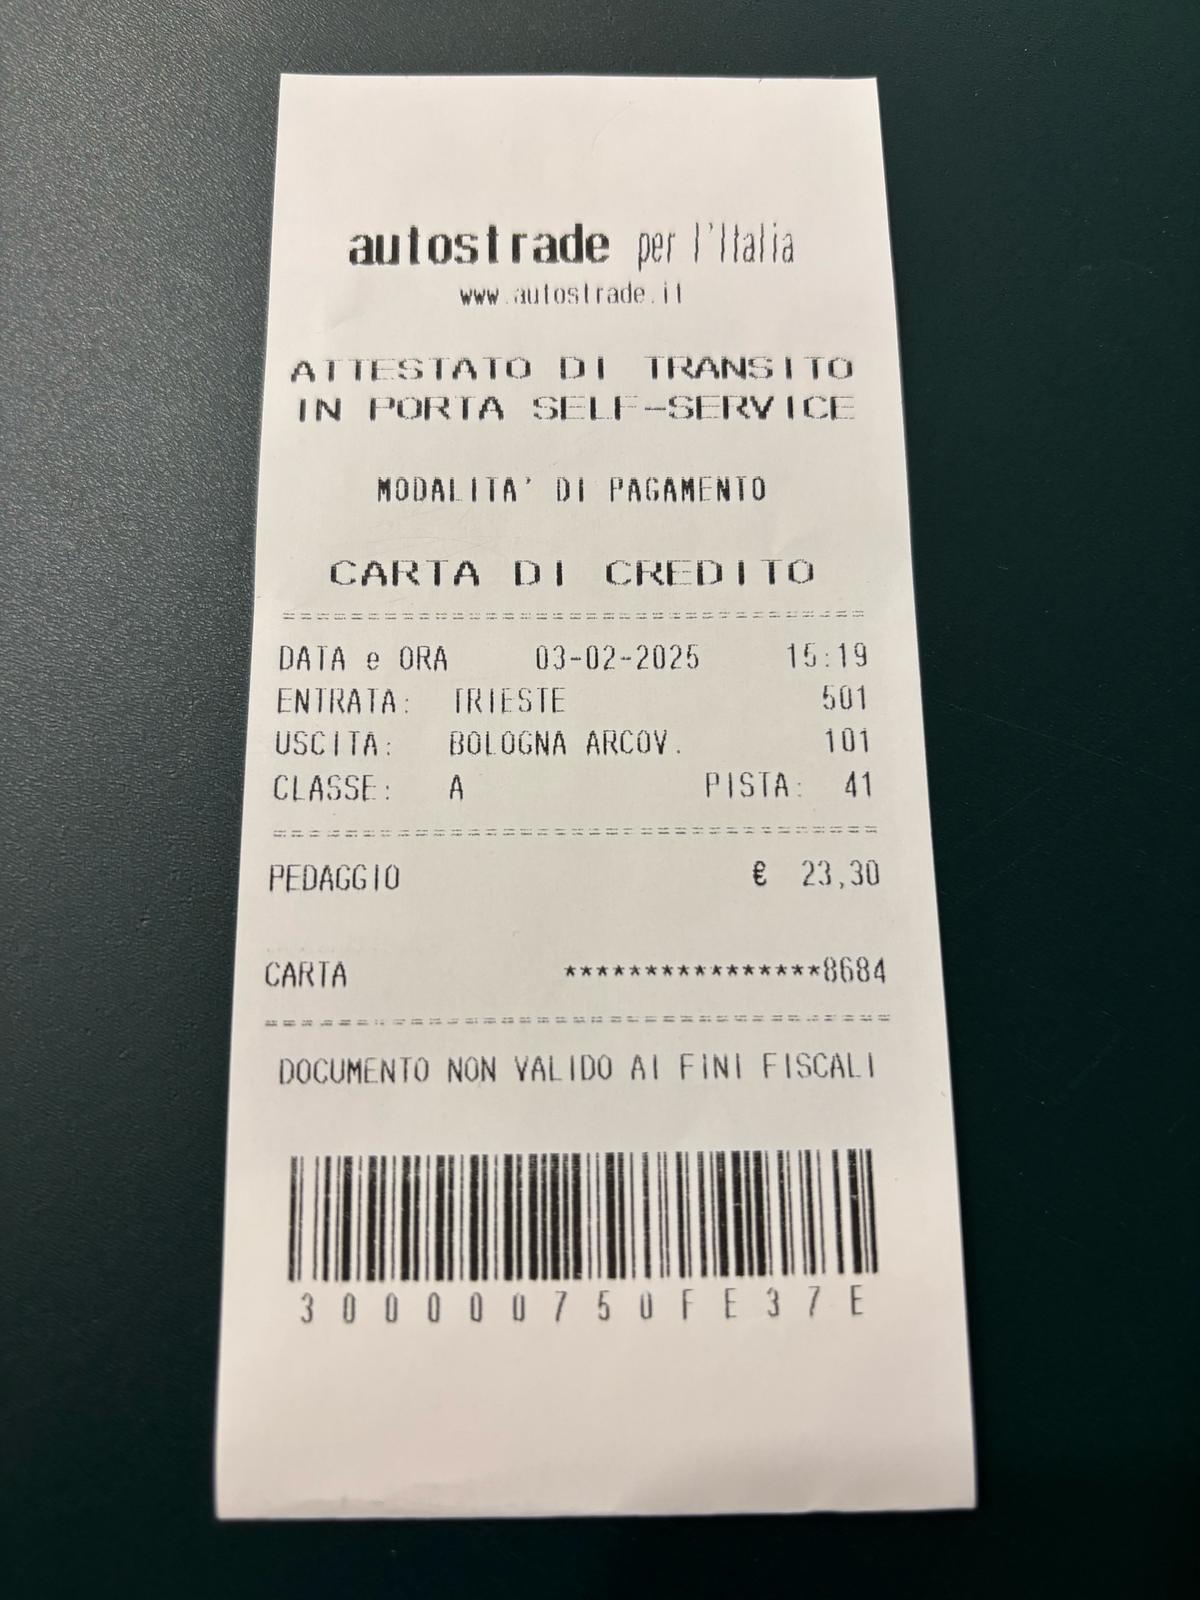 autostrade per l'Italia
www.autostrade.it
ATTESTATO DI TRANSITO
IN PORTA SELF-SERVICE
MODALITA' DI PAGAMENTO
CARTA DI CREDITO
DATA e ORA 03-02-2025 15:19
ENTRATA: TRIESTE 501
USCITA: BOLOGNA ARCOV. 101
CLASSE: A PISTA: 41
PEDAGGIO € 23,30
CARTA ****************8684
DOCUMENTO NON VALIDO AI FINI FISCALI
300000750FE37E